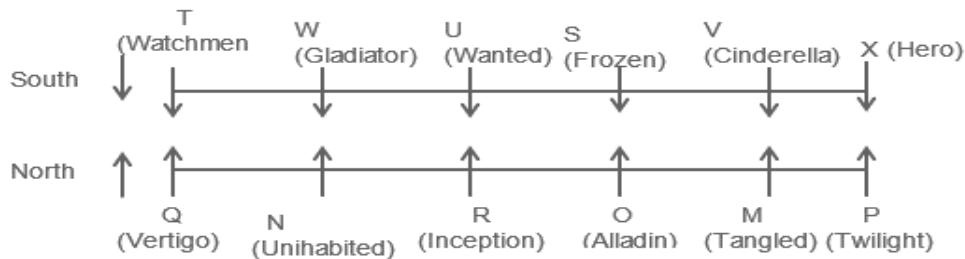 T W U S V X (Hero)
(Watchmen (Gladiator) (Wanted) (Frozen) (Cinderella)
South
North
Q N R O M P
(Vertigo) (Unihabited) (Inception) (Alladin) (Tangled) (Twilight)